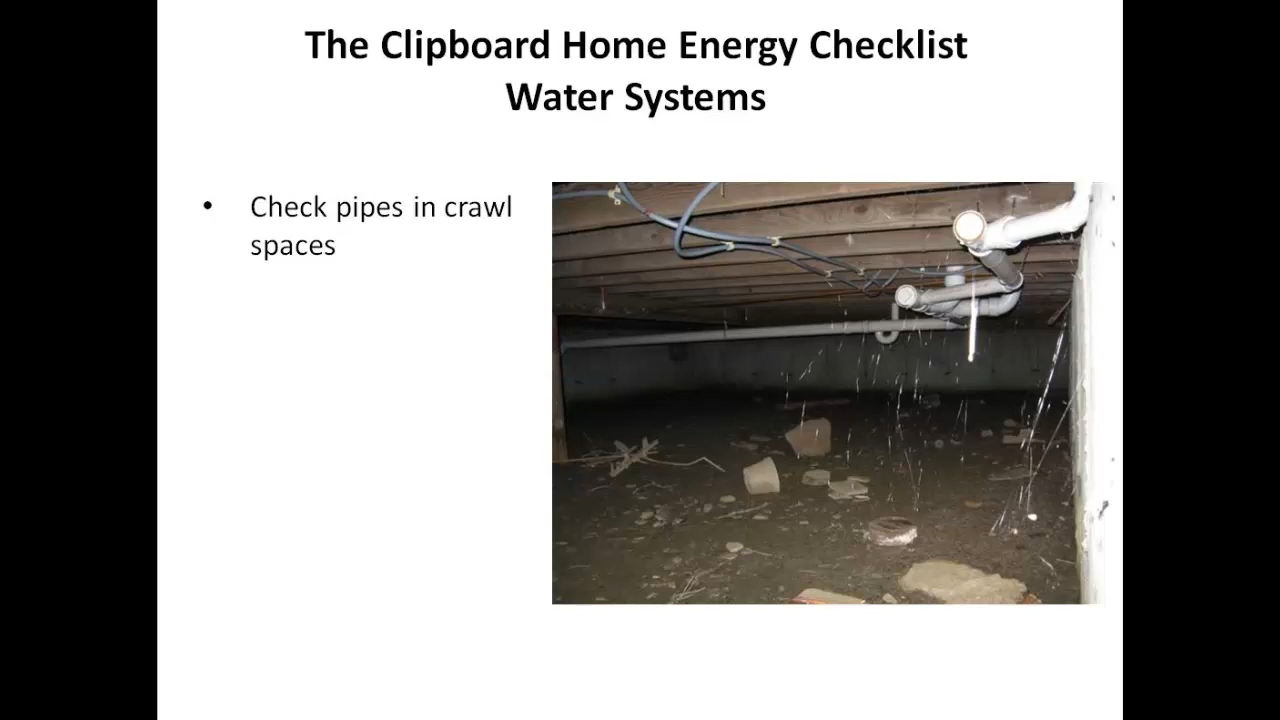 The Clipboard Home Energy Checklist
Water Systems
• Check pipes in crawl
spaces